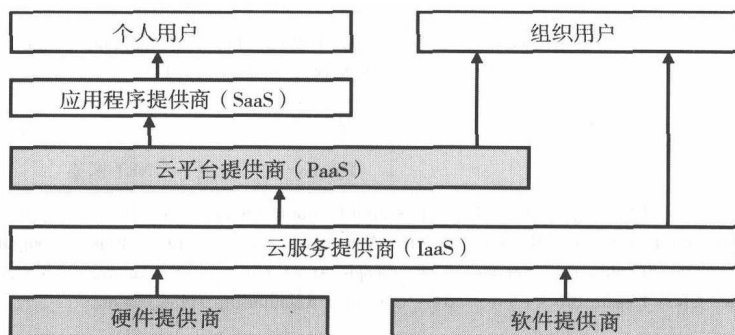 个人用户
组织用户
应用程序提供商（SaaS）
云平台提供商（PaaS）
云服务提供商（IaaS）
硬件提供商
软件提供商